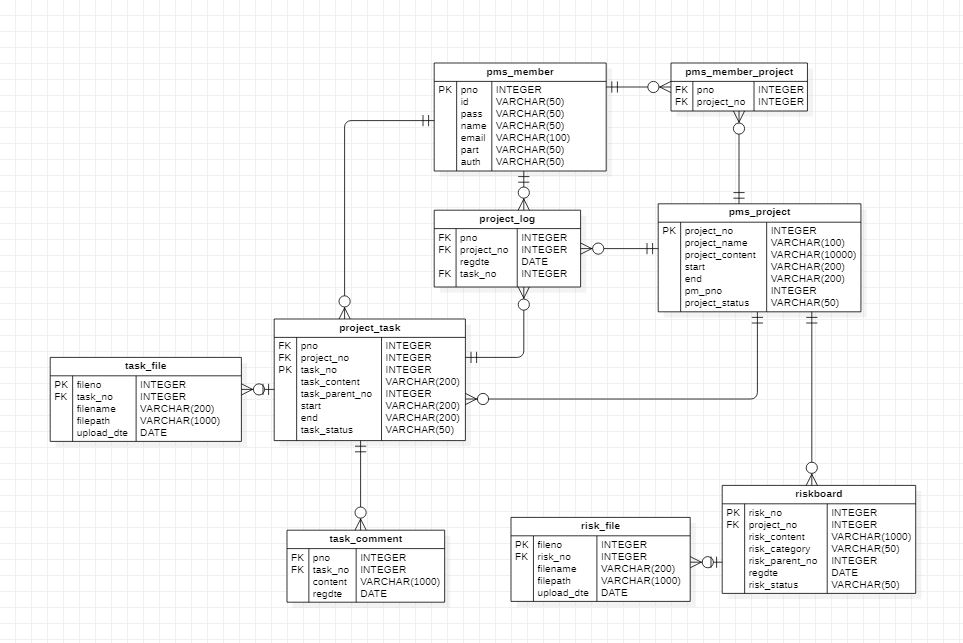 pms_member
PK pno INTEGER
id VARCHAR(50)
pass VARCHAR(50)
name VARCHAR(50)
email VARCHAR(100)
part VARCHAR(50)
auth VARCHAR(50)
pms_member_project
FK pno INTEGER
FK project_no INTEGER
project_log
FK pno INTEGER
FK project_no INTEGER
regdte DATE
FK task_no INTEGER
pms_project
PK project_no INTEGER
project_name VARCHAR(100)
project_content VARCHAR(10000)
start VARCHAR(200)
end VARCHAR(200)
pm_pno INTEGER
project_status VARCHAR(50)
project_task
FK pno INTEGER
FK project_no INTEGER
PK task_no INTEGER
task_content VARCHAR(200)
task_parent_no INTEGER
start VARCHAR(200)
end VARCHAR(200)
task_status VARCHAR(50)
task_file
PK fileno INTEGER
FK task_no INTEGER
filename VARCHAR(200)
filepath VARCHAR(1000)
upload_dte DATE
task_comment
FK pno INTEGER
FK task_no INTEGER
content VARCHAR(1000)
regdte DATE
risk_file
PK fileno INTEGER
FK risk_no INTEGER
filename VARCHAR(200)
filepath VARCHAR(1000)
upload_dte DATE
riskboard
PK risk_no INTEGER
FK project_no INTEGER
risk_content VARCHAR(1000)
risk_category VARCHAR(50)
risk_parent_no INTEGER
regdte DATE
risk_status VARCHAR(50)